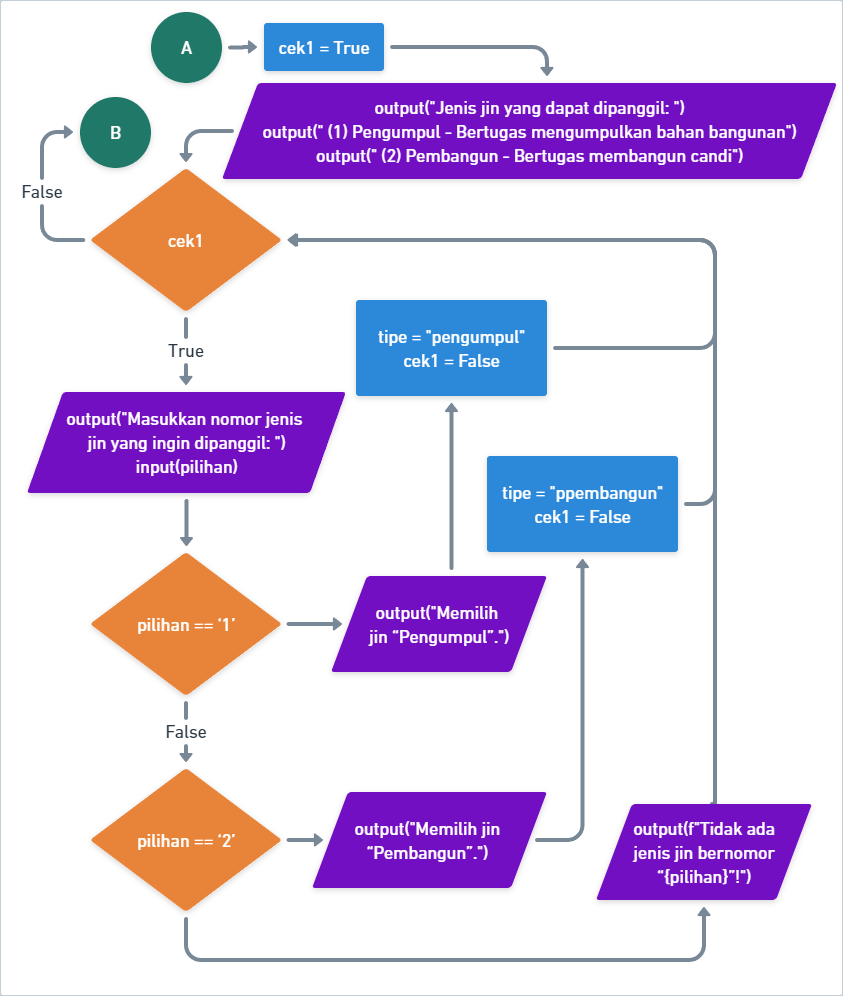 A
cek1 = True
output("Jenis jin yang dapat dipanggil: ")
output(" (1) Pengumpul - Bertugas mengumpulkan bahan bangunan")
output(" (2) Pembangun - Bertugas membangun candi")
B
False
cek1
True
tipe = "pengumpul"
cek1 = False
output("Masukkan nomor jenis
jin yang ingin dipanggil: ")
input(pilihan)
tipe = "ppembangun"
cek1 = False
pilihan == ‘1’
output("Memilih
jin “Pengumpul”.")
False
pilihan == ‘2’
output("Memilih jin
“Pembangun”.")
output(f"Tidak ada
jenis jin bernomor
“{pilihan}”!")